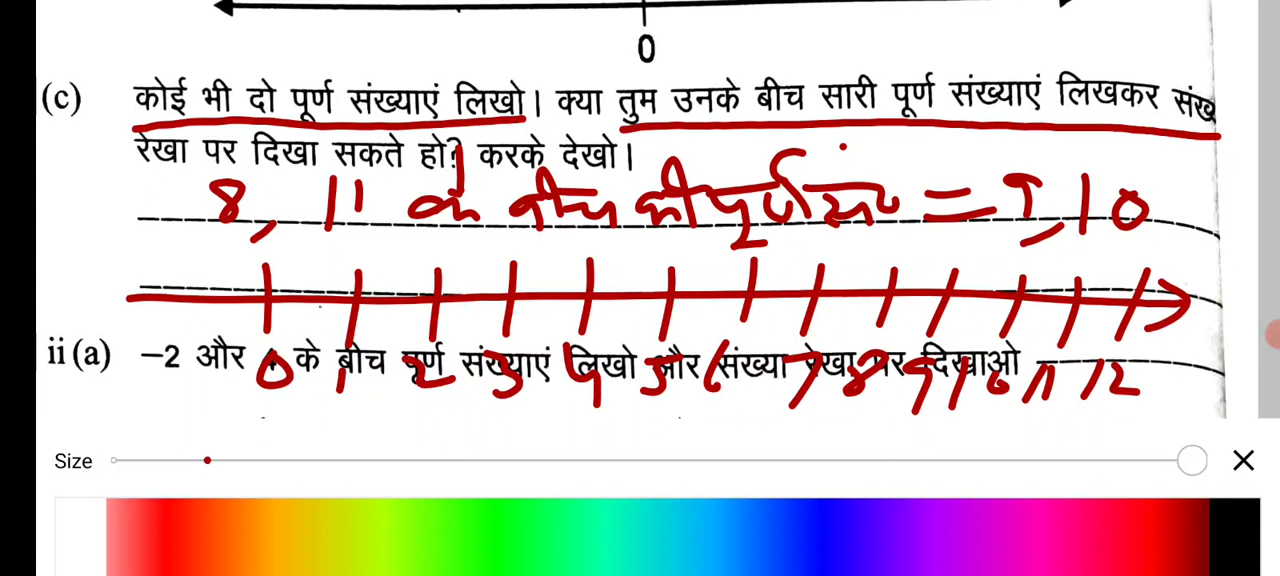 0
(c) कोई भी दो पूर्ण संख्याएं लिखो। क्या तुम उनके बीच सारी पूर्ण संख्याएं लिखकर संख
रेखा पर दिखा सकते हो? करके देखो।
8, 11 के बीच की पूर्ण सं० = 9, 10
ii (a) –2 और के बीच पूर्ण संख्याएं लिखो और संख्या रेखा पर दिखाओ
0 1 2 3 4 5 6 7 8 9 10 11 12
Size